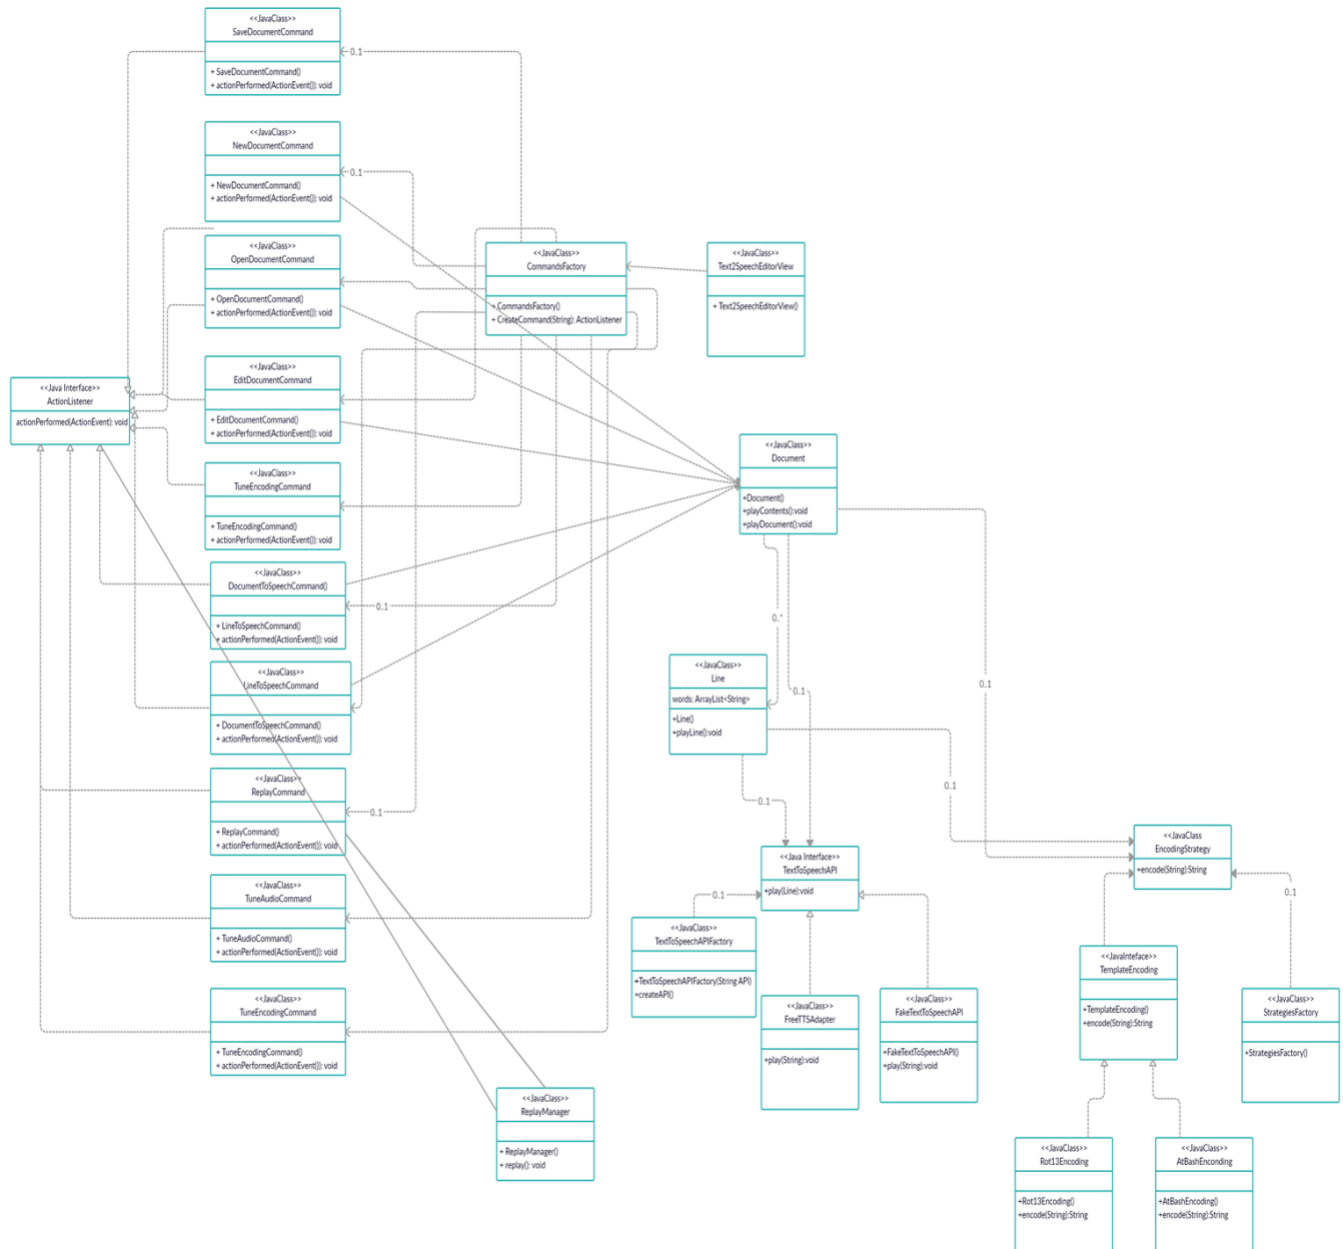 <<JavaClass>>
SaveDocumentCommand
+ SaveDocumentCommand()
+ actionPerformed(ActionEvent()): void
0.1
<<JavaClass>>
NewDocumentCommand
+ NewDocumentCommand()
+ actionPerformed(ActionEvent()): void
0.1
<<JavaClass>>
OpenDocumentCommand
+ OpenDocumentCommand()
+ actionPerformed(ActionEvent()): void
<<JavaClass>>
CommandsFactory
+ CommandsFactory()
+ CreateCommand(String): ActionListener
<<JavaClass>>
Text2SpeechEditorView
+ Text2SpeechEditorView()
<<Java Interface>>
ActionListener
actionPerformed(ActionEvent): void
<<JavaClass>>
EditDocumentCommand
+ EditDocumentCommand()
+ actionPerformed(ActionEvent()): void
<<JavaClass>>
TuneEncodingCommand
+ TuneEncodingCommand()
+ actionPerformed(ActionEvent()): void
<<JavaClass>>
Document
+Document()
+playContents():void
+playDocument():void
<<JavaClass>>
DocumentToSpeechCommand()
+ LineToSpeechCommand()
+ actionPerformed(ActionEvent()): void
0.1
0..*
<<JavaClass>>
LineToSpeechCommand
+ DocumentToSpeechCommand()
+ actionPerformed(ActionEvent()): void
<<JavaClass>>
Line
words: ArrayList<String>
+Line()
+playLine():void
0.1
0.1
0.1
0.1
<<JavaClass>>
ReplayCommand
+ ReplayCommand()
+ actionPerformed(ActionEvent()): void
0.1
<<Java Interface>>
TextToSpeechAPI
+play(Line):void
<<JavaClass
EncodingStrategy
+encode(String):String
<<JavaClass>>
TuneAudioCommand
+ TuneAudioCommand()
+ actionPerformed(ActionEvent()): void
0.1
0.1
<<JavaClass>>
TextToSpeechAPIFactory
+TextToSpeechAPIFactory(String API)
+createAPI()
<<JavaClass>>
FreeTTSAdapter
+play(String):void
<<JavaClass>>
FakeTextToSpeechAPI
+FakeTextToSpeechAPI()
+play(String):void
<<JavaInteface>>
TemplateEncoding
+TemplateEncoding()
+encode(String):String
<<JavaClass>>
StrategiesFactory
+StrategiesFactory()
<<JavaClass>>
TuneEncodingCommand
+ TuneEncodingCommand()
+ actionPerformed(ActionEvent()): void
<<JavaClass>>
ReplayManager
+ ReplayManager()
+ replay(): void
<<JavaClass>>
Rot13Encoding
+Rot13Encoding()
+encode(String):String
<<JavaClass>>
AtBashEnconding
+AtBashEncoding()
+encode(String):String